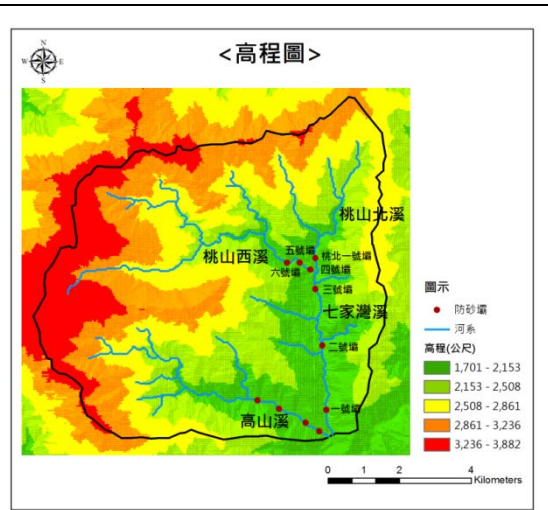 <高程圖>
N
W
E
S
桃山北溪
五號壩
桃北一號壩
桃山西溪
六號壩
四號壩
三號壩
七家灣溪
二號壩
一號壩
高山溪
圖示
防砂壩
河系
高程(公尺)
1,701 - 2,153
2,153 - 2,508
2,508 - 2,861
2,861 - 3,236
3,236 - 3,882
0 1 2 4
Kilometers